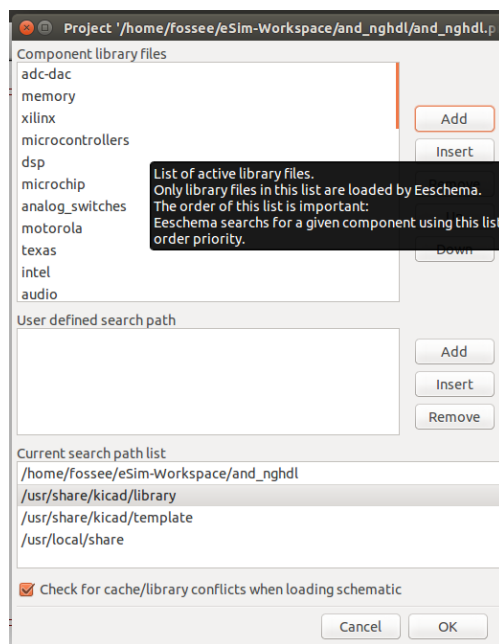 Project '/home/fossee/eSim-Workspace/and_nghdl/and_nghdl.p
Component library files
adc-dac
memory
xilinx
microcontrollers
dsp
microchip
analog_switches
motorola
texas
intel
audio
Add
Insert
List of active library files.
Only library files in this list are loaded by Eeschema.
The order of this list is important:
Eeschema searchs for a given component using this list
order priority.
Down
User defined search path
Add
Insert
Remove
Current search path list
/home/fossee/eSim-Workspace/and_nghdl
/usr/share/kicad/library
/usr/share/kicad/template
/usr/local/share
Check for cache/library conflicts when loading schematic
Cancel
OK